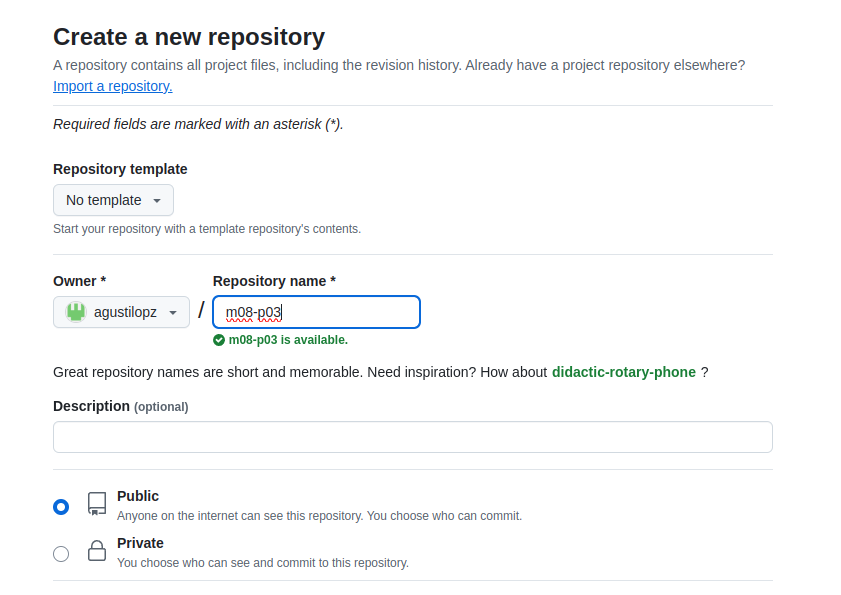 Create a new repository
A repository contains all project files, including the revision history. Already have a project repository elsewhere?
Import a repository.
Required fields are marked with an asterisk (*).
Repository template
No template
Start your repository with a template repository's contents.
Owner *
Repository name *
agustilopz
/
m08-p03
m08-p03 is available.
Great repository names are short and memorable. Need inspiration? How about didactic-rotary-phone ?
Description (optional)
Public
Anyone on the internet can see this repository. You choose who can commit.
Private
You choose who can see and commit to this repository.